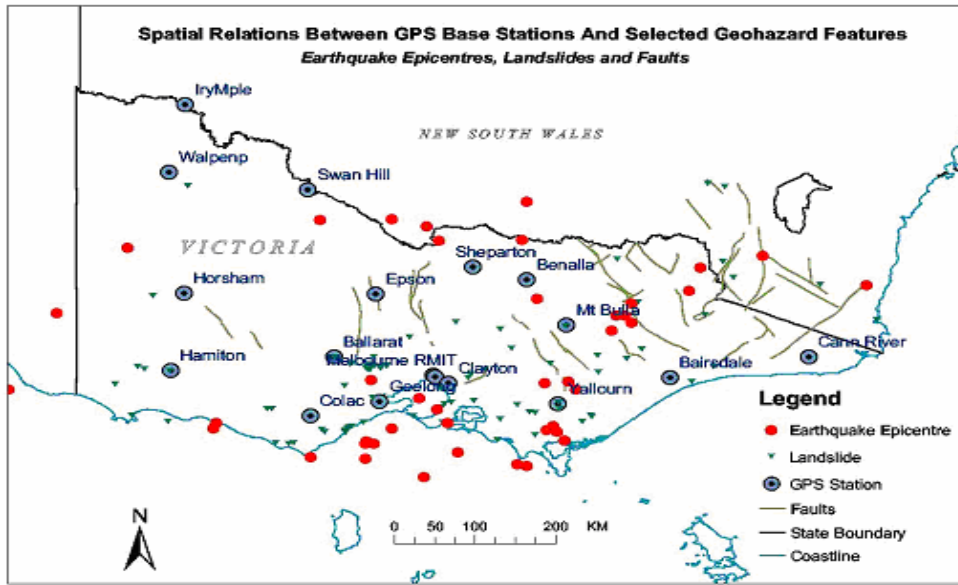 Spatial Relations Between GPS Base Stations And Selected Geohazard Features
Earthquake Epicentres, Landslides and Faults
IryMple
NEW SOUTH WALES
Walpenp
Swan Hill
VICTORIA
Sheparton
Benalla
Horsham
Epson
Mt Bulla
Ballarat
Melbourne RMIT
Cann River
Hamiton
Clayton
Bairsdale
Geelong
Yallourn
Colac
Legend
Earthquake Epicentre
Landslide
GPS Station
Faults
State Boundary
Coastline
N
0 50 100 200 KM